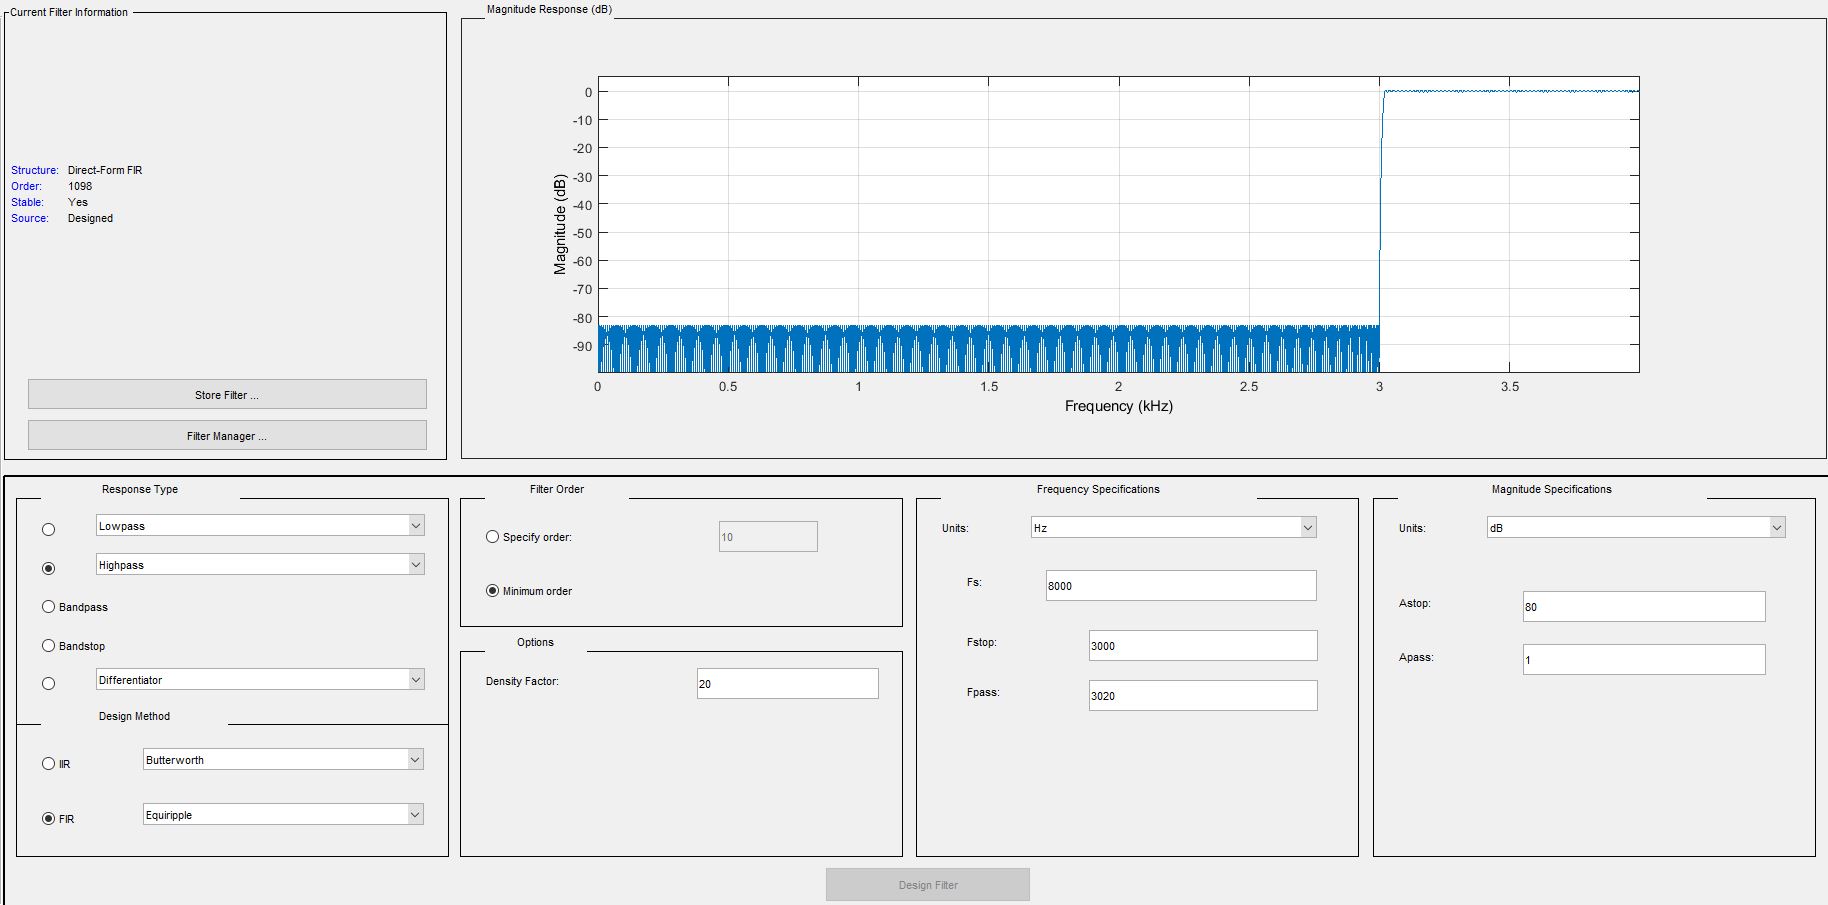 Current Filter Information
Structure: Direct-Form FIR
Order: 1098
Stable: Yes
Source: Designed
Store Filter ...
Filter Manager ...
Magnitude Response (dB)
0
-10
-20
-30
-40
-50
-60
-70
-80
-90
Magnitude (dB)
0 0.5 1 1.5 2 2.5 3 3.5
Frequency (kHz)
Response Type
Lowpass
Highpass
Bandpass
Bandstop
Differentiator
Design Method
IIR Butterworth
FIR Equiripple
Filter Order
Specify order: 10
Minimum order
Options
Density Factor: 20
Frequency Specifications
Units: Hz
Fs: 8000
Fstop: 3000
Fpass: 3020
Magnitude Specifications
Units: dB
Astop: 80
Apass: 1
Design Filter